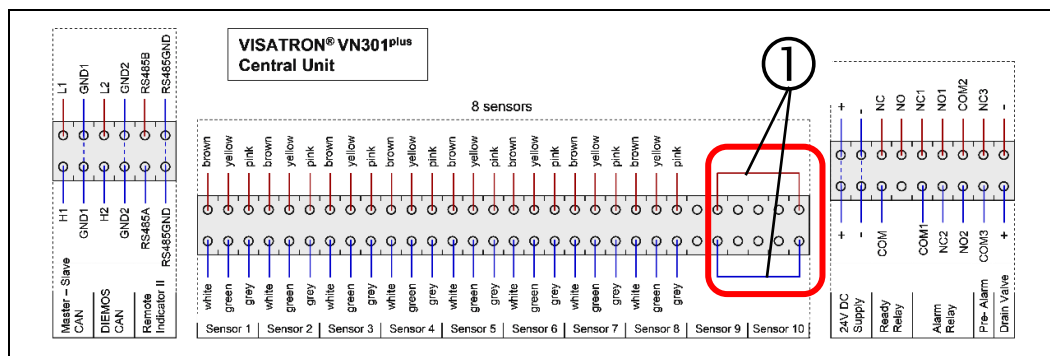 VISATRON® VN301plus
Central Unit
1
8 sensors
L1
GND1
L2
GND2
RS485B
RS485GND
H1
GND1
H2
GND2
RS485A
RS485GND
Master – Slave
CAN
DIEMOS
CAN
Remote
Indicator II
brown
yellow
pink
brown
yellow
pink
brown
yellow
pink
brown
yellow
pink
brown
yellow
pink
brown
yellow
pink
brown
yellow
pink
brown
yellow
pink
white
green
grey
white
green
grey
white
green
grey
white
green
grey
white
green
grey
white
green
grey
white
green
grey
white
green
grey
Sensor 1
Sensor 2
Sensor 3
Sensor 4
Sensor 5
Sensor 6
Sensor 7
Sensor 8
Sensor 9
Sensor 10
+
-
NC
NO
NC1
NO1
COM2
NC3
-
+
-
COM
COM1
NC2
NO2
COM3
+
24V DC
Supply
Ready
Relay
Alarm
Relay
Pre- Alarm
Drain Valve